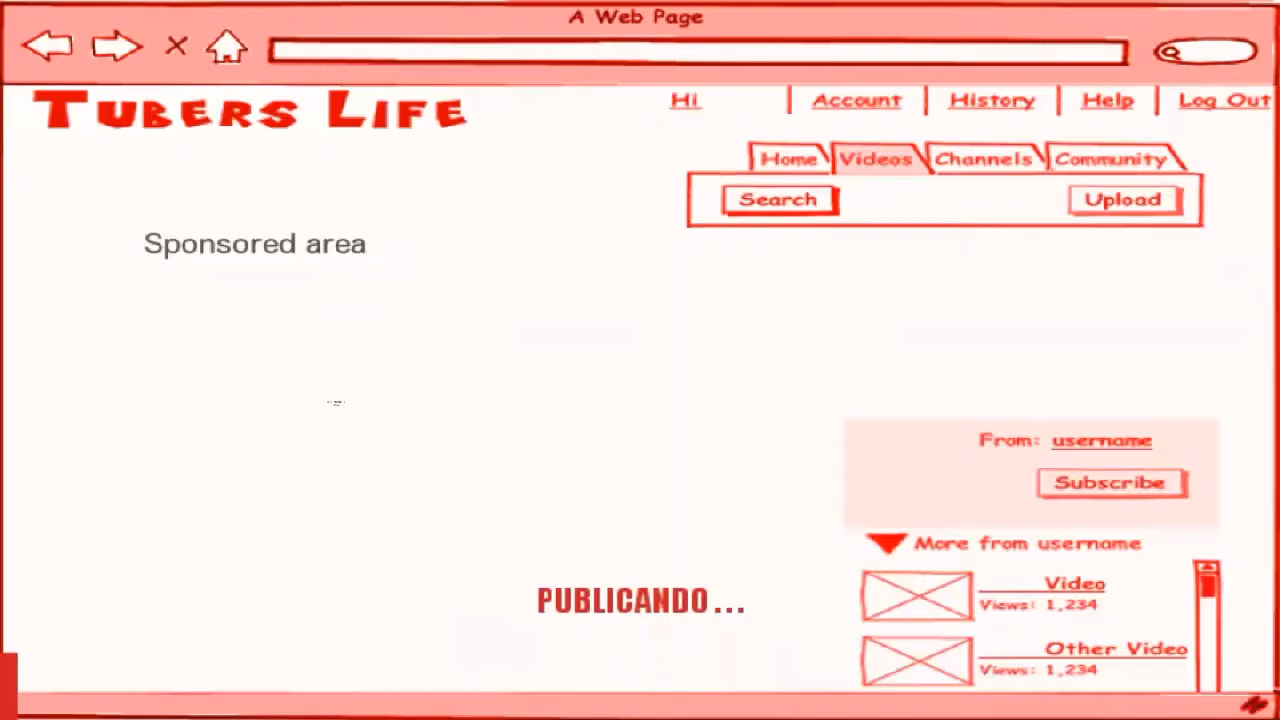 A Web Page
TUBERS LIFE
Hi
Account
History
Help
Log Out
Home
Videos
Channels
Community
Search
Upload
Sponsored area
From: username
Subscribe
More from username
Video
Views: 1,234
PUBLICANDO...
Other Video
Views: 1,234